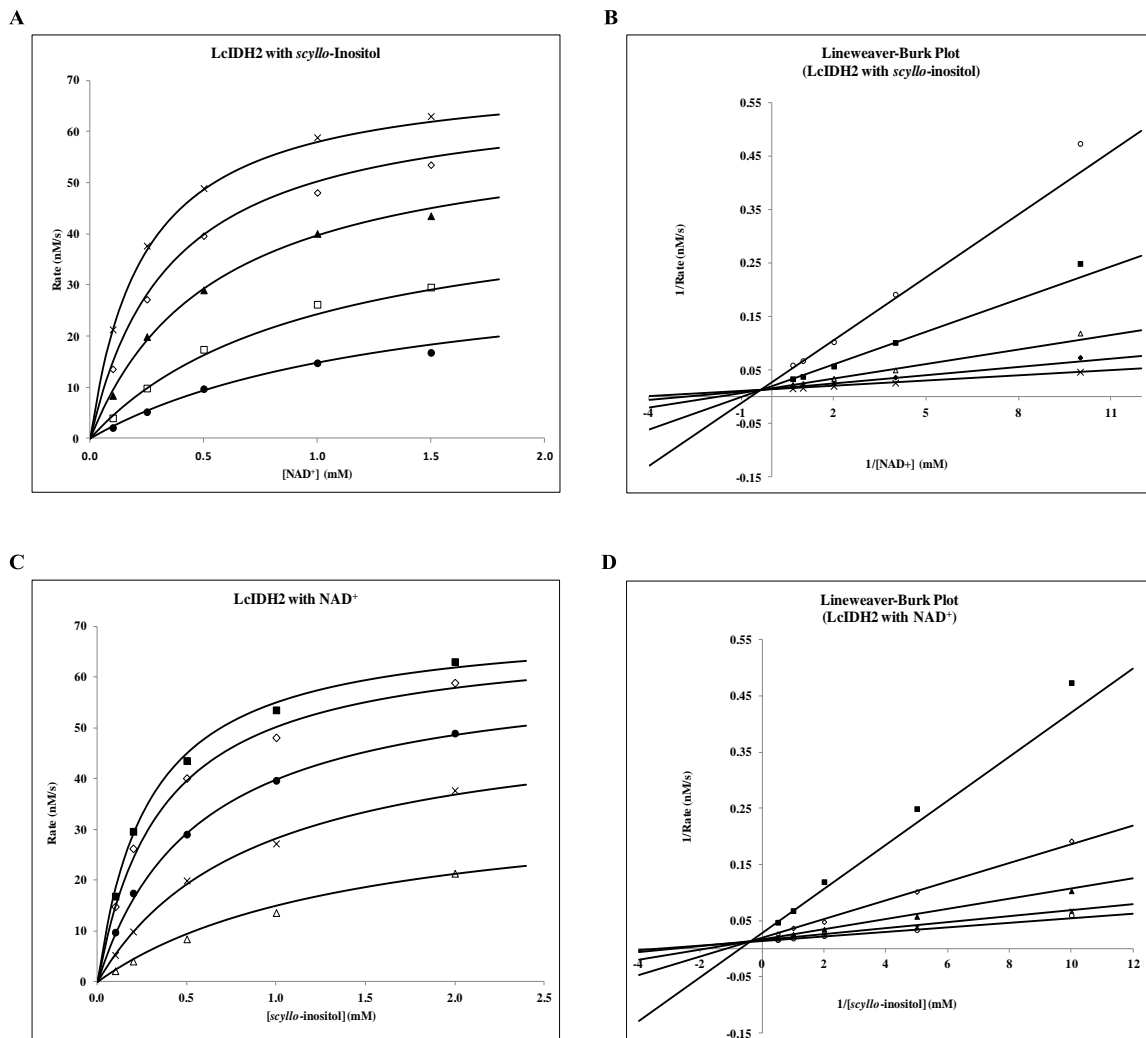 A
LcIDH2 with scyllo-Inositol
Rate (nM/s)
70
60
50
40
30
20
10
0
0.0 0.5 1.0 1.5 2.0
[NAD⁺] (mM)
B
Lineweaver-Burk Plot
(LcIDH2 with scyllo-inositol)
1/Rate (nM/s)
0.55
0.45
0.35
0.25
0.15
0.05
-4 -1 2 5 8 11
-0.05
-0.15
1/[NAD+] (mM)
C
LcIDH2 with NAD⁺
Rate (nM/s)
70
60
50
40
30
20
10
0
0.0 0.5 1.0 1.5 2.0 2.5
[scyllo-inositol] (mM)
D
Lineweaver-Burk Plot
(LcIDH2 with NAD⁺)
1/Rate (nM/s)
0.55
0.45
0.35
0.25
0.15
0.05
-4 -2 0 2 4 6 8 10 12
-0.05
-0.15
1/[scyllo-inositol] (mM)